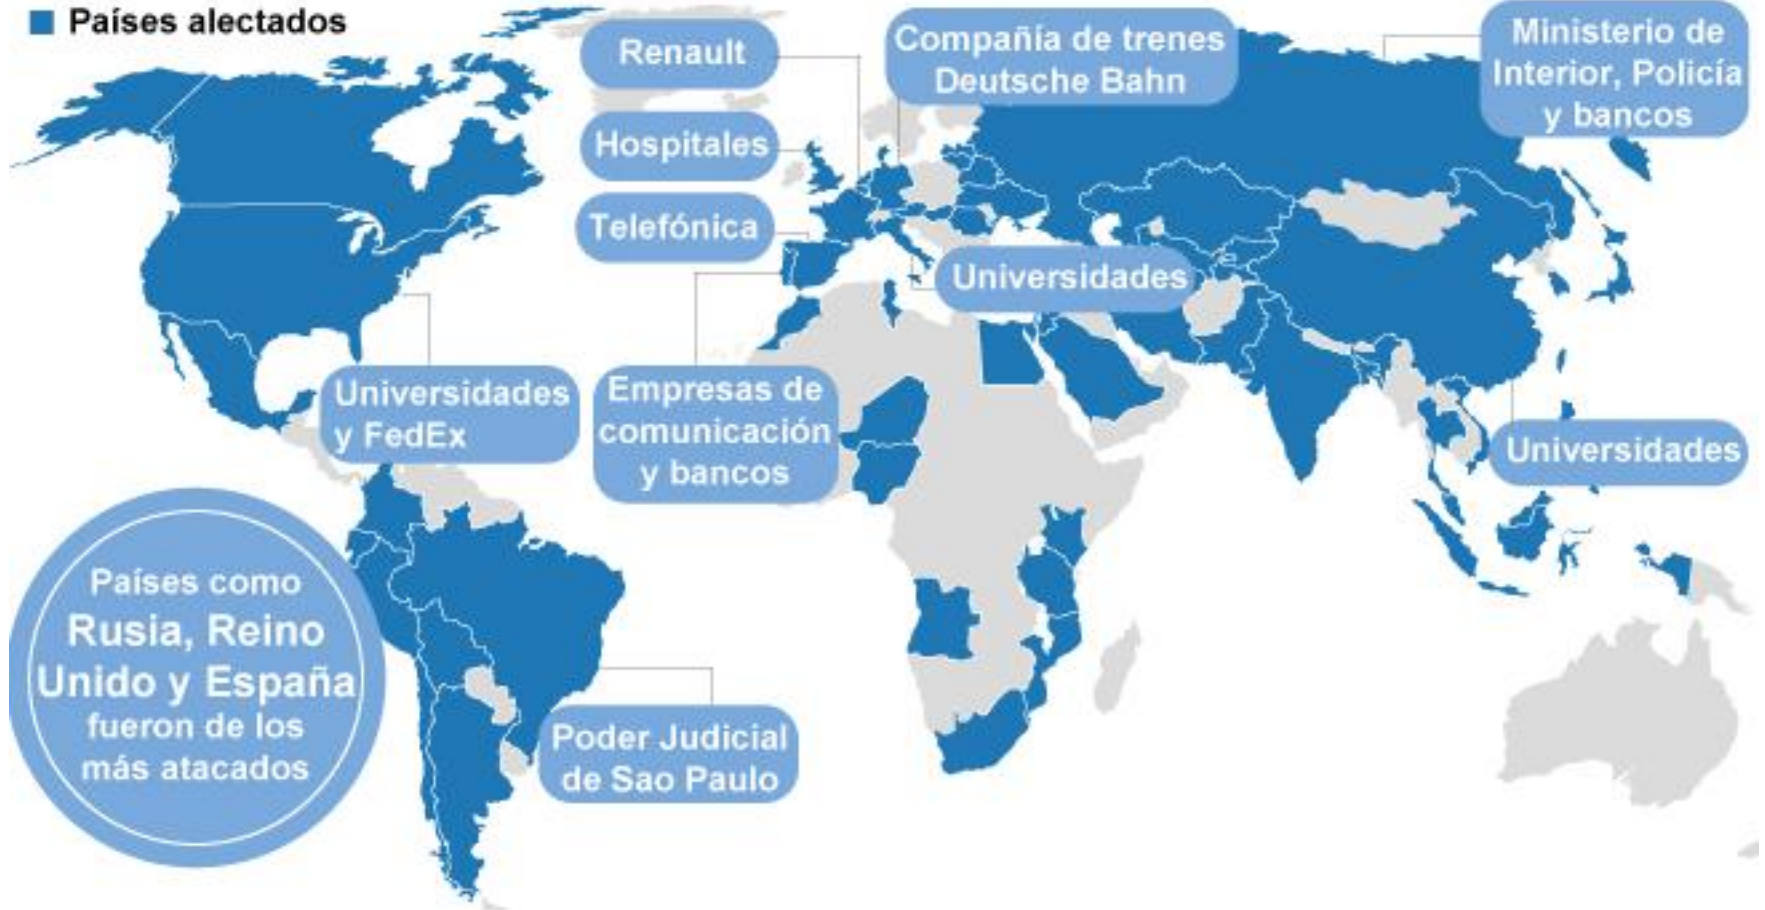 Países alectados
Renault
Compañía de trenes
Deutsche Bahn
Ministerio de
Interior, Policía
y bancos
Hospitales
Telefónica
Universidades
Universidades
y FedEx
Empresas de
comunicación
y bancos
Universidades
Países como
Rusia, Reino
Unido y España
fueron de los
más atacados
Poder Judicial
de Sao Paulo